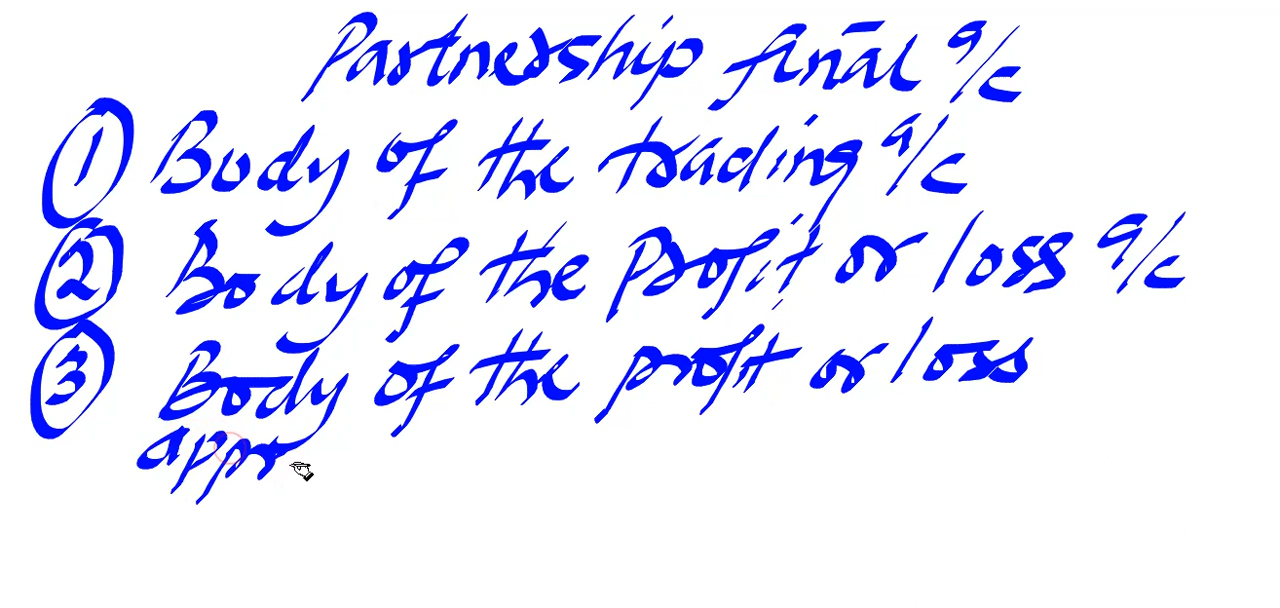 Partnership final a/c
① Body of the trading a/c
② Body of the Profit or loss a/c
③ Body of the profit or loss
appr